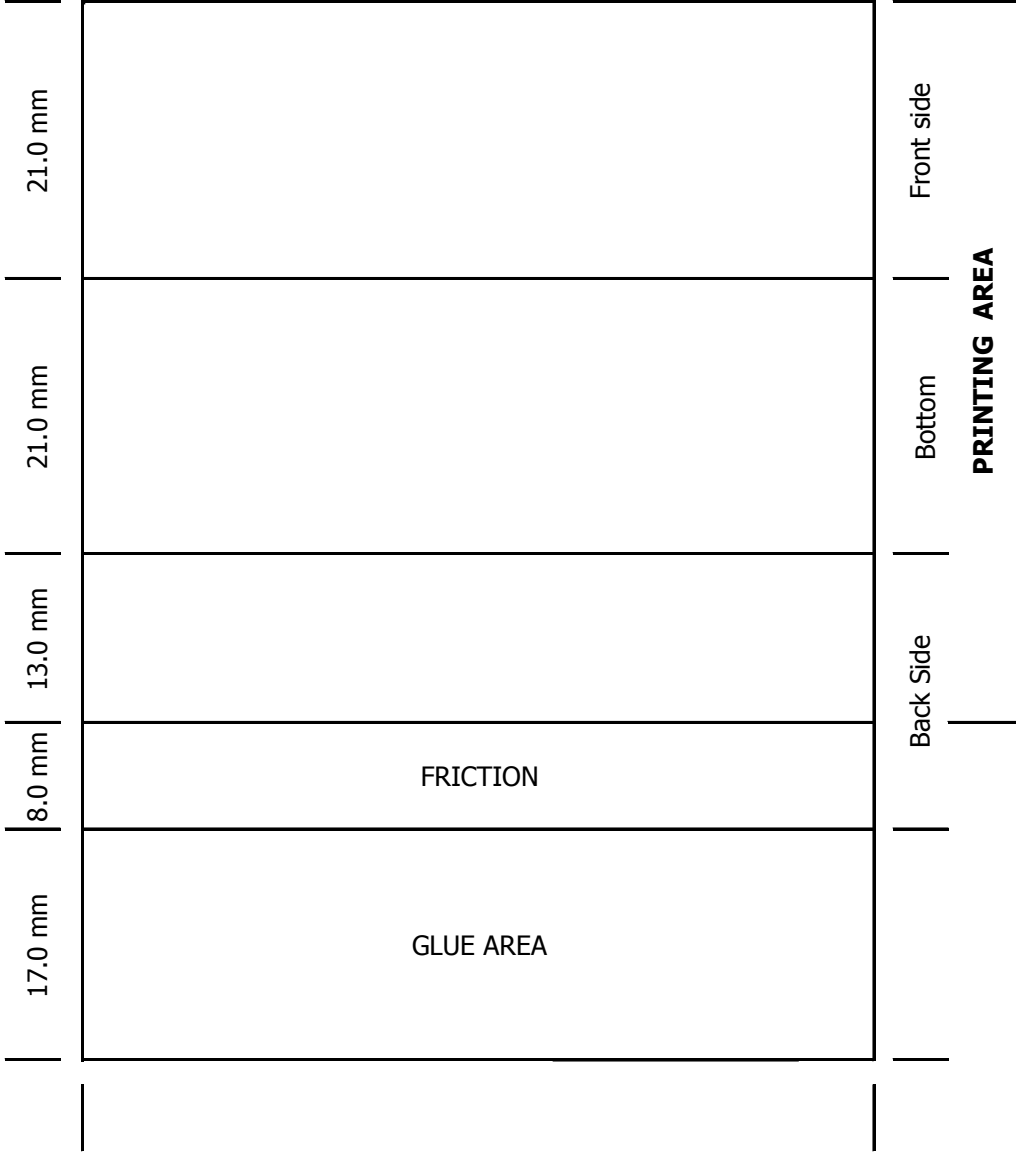 21.0 mm
Front side
21.0 mm
Bottom
PRINTING AREA
13.0 mm
Back Side
8.0 mm
FRICTION
17.0 mm
GLUE AREA